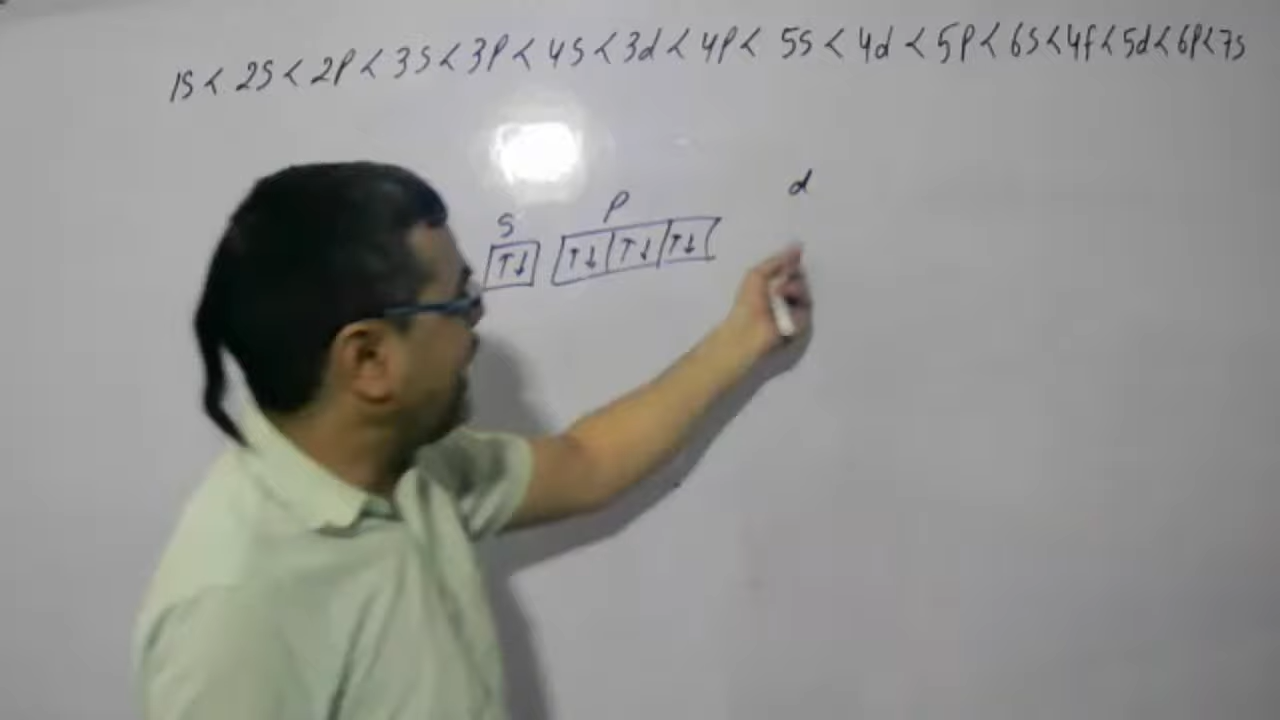 1S < 2S < 2P < 3S < 3P < 4S < 3d < 4P < 5S < 4d < 5P < 6S < 4f < 5d < 6P < 7S
S P d
↑↓ ↑↓ ↑↓ ↑↓